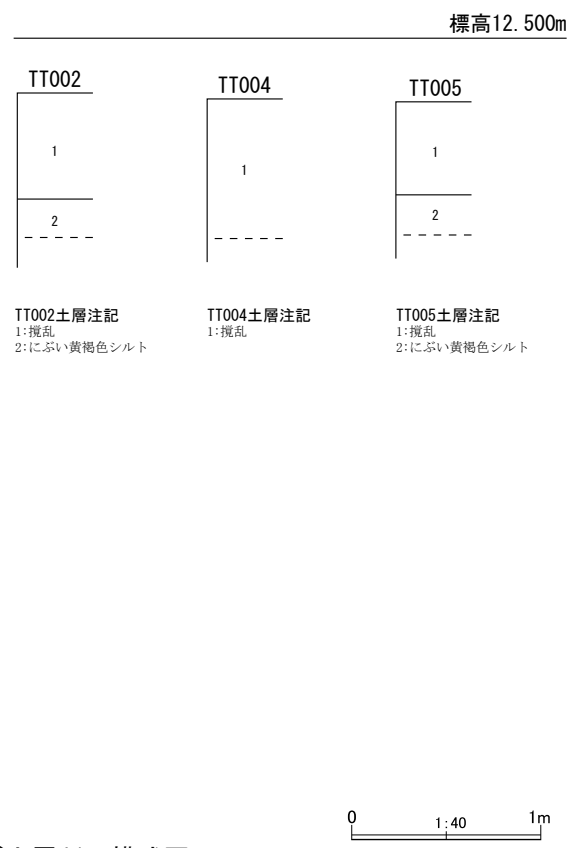 標高12.500m
TT002
TT004
TT005
1
1
1
2
2
TT002土層注記
1:撹乱
2:にぶい黄褐色シルト
TT004土層注記
1:撹乱
TT005土層注記
1:撹乱
2:にぶい黄褐色シルト
0 1:40 1m